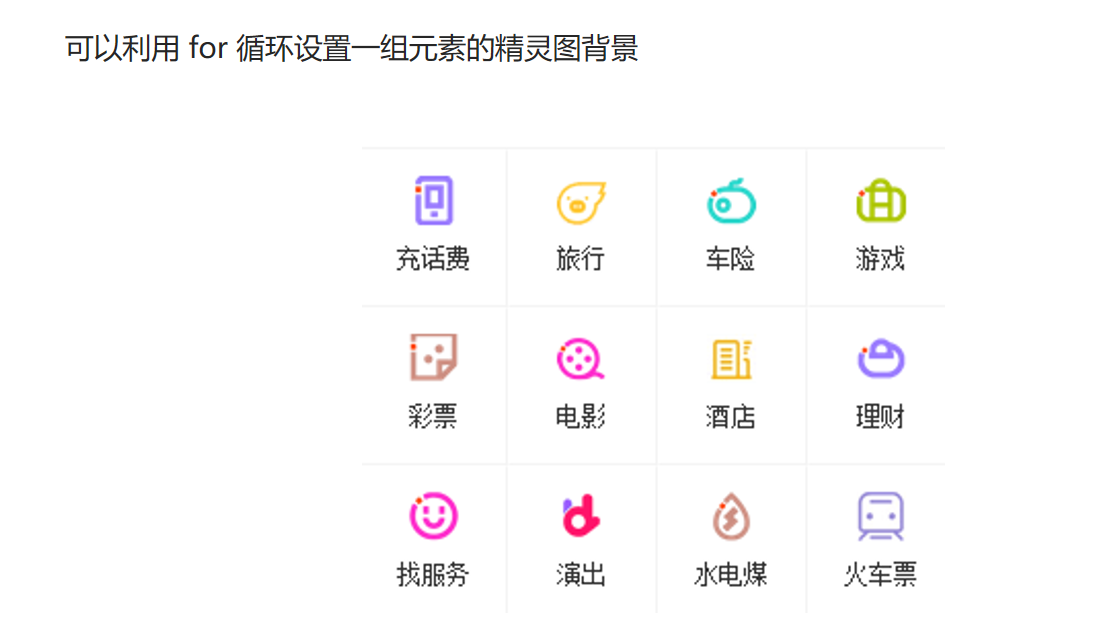 可以利用 for 循环设置一组元素的精灵图背景
充话费 旅行 车险 游戏
彩票 电影 酒店 理财
找服务 演出 水电煤 火车票